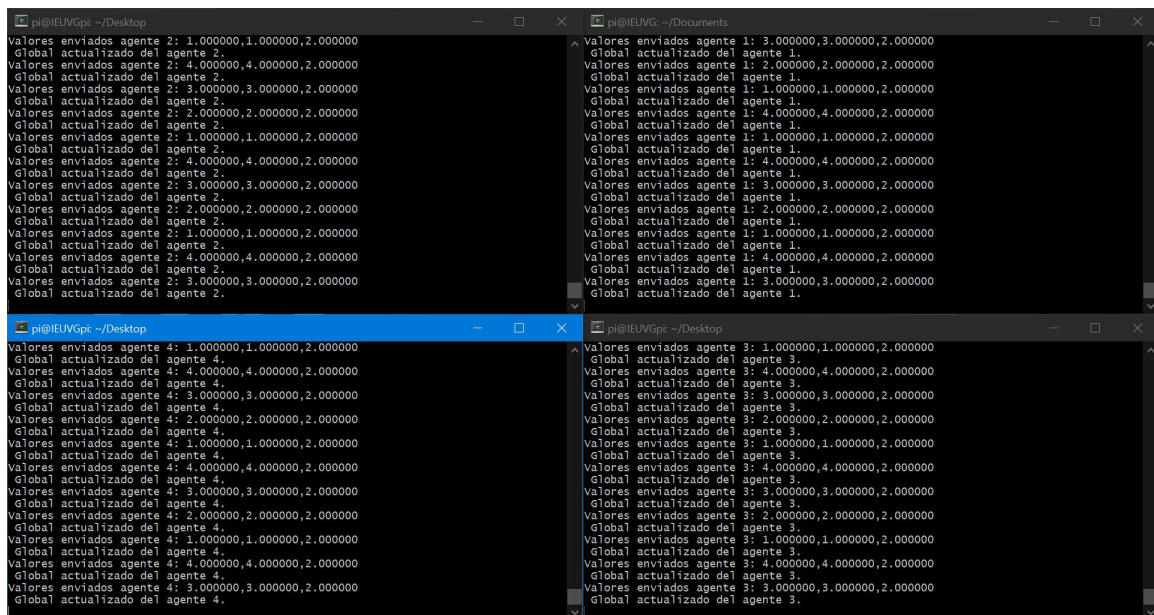 pi@IEUVGpi: ~/Desktop
Valores enviados agente 2: 1.000000,1.000000,2.000000
Global actualizado del agente 2.
Valores enviados agente 2: 4.000000,4.000000,2.000000
Global actualizado del agente 2.
Valores enviados agente 2: 3.000000,3.000000,2.000000
Global actualizado del agente 2.
Valores enviados agente 2: 2.000000,2.000000,2.000000
Global actualizado del agente 2.
Valores enviados agente 2: 1.000000,1.000000,2.000000
Global actualizado del agente 2.
Valores enviados agente 2: 4.000000,4.000000,2.000000
Global actualizado del agente 2.
Valores enviados agente 2: 3.000000,3.000000,2.000000
Global actualizado del agente 2.
Valores enviados agente 2: 2.000000,2.000000,2.000000
Global actualizado del agente 2.
Valores enviados agente 2: 1.000000,1.000000,2.000000
Global actualizado del agente 2.
Valores enviados agente 2: 4.000000,4.000000,2.000000
Global actualizado del agente 2.
Valores enviados agente 2: 3.000000,3.000000,2.000000
Global actualizado del agente 2.
pi@IEUVG: ~/Documents
Valores enviados agente 1: 3.000000,3.000000,2.000000
Global actualizado del agente 1.
Valores enviados agente 1: 2.000000,2.000000,2.000000
Global actualizado del agente 1.
Valores enviados agente 1: 1.000000,1.000000,2.000000
Global actualizado del agente 1.
Valores enviados agente 1: 4.000000,4.000000,2.000000
Global actualizado del agente 1.
Valores enviados agente 1: 1.000000,1.000000,2.000000
Global actualizado del agente 1.
Valores enviados agente 1: 4.000000,4.000000,2.000000
Global actualizado del agente 1.
Valores enviados agente 1: 3.000000,3.000000,2.000000
Global actualizado del agente 1.
Valores enviados agente 1: 2.000000,2.000000,2.000000
Global actualizado del agente 1.
Valores enviados agente 1: 1.000000,1.000000,2.000000
Global actualizado del agente 1.
Valores enviados agente 1: 4.000000,4.000000,2.000000
Global actualizado del agente 1.
Valores enviados agente 1: 3.000000,3.000000,2.000000
Global actualizado del agente 1.
pi@IEUVGpi: ~/Desktop
Valores enviados agente 4: 1.000000,1.000000,2.000000
Global actualizado del agente 4.
Valores enviados agente 4: 4.000000,4.000000,2.000000
Global actualizado del agente 4.
Valores enviados agente 4: 3.000000,3.000000,2.000000
Global actualizado del agente 4.
Valores enviados agente 4: 2.000000,2.000000,2.000000
Global actualizado del agente 4.
Valores enviados agente 4: 1.000000,1.000000,2.000000
Global actualizado del agente 4.
Valores enviados agente 4: 4.000000,4.000000,2.000000
Global actualizado del agente 4.
Valores enviados agente 4: 3.000000,3.000000,2.000000
Global actualizado del agente 4.
Valores enviados agente 4: 2.000000,2.000000,2.000000
Global actualizado del agente 4.
Valores enviados agente 4: 1.000000,1.000000,2.000000
Global actualizado del agente 4.
Valores enviados agente 4: 4.000000,4.000000,2.000000
Global actualizado del agente 4.
Valores enviados agente 4: 3.000000,3.000000,2.000000
Global actualizado del agente 4.
pi@IEUVGpi: ~/Desktop
Valores enviados agente 3: 1.000000,1.000000,2.000000
Global actualizado del agente 3.
Valores enviados agente 3: 4.000000,4.000000,2.000000
Global actualizado del agente 3.
Valores enviados agente 3: 3.000000,3.000000,2.000000
Global actualizado del agente 3.
Valores enviados agente 3: 2.000000,2.000000,2.000000
Global actualizado del agente 3.
Valores enviados agente 3: 1.000000,1.000000,2.000000
Global actualizado del agente 3.
Valores enviados agente 3: 4.000000,4.000000,2.000000
Global actualizado del agente 3.
Valores enviados agente 3: 3.000000,3.000000,2.000000
Global actualizado del agente 3.
Valores enviados agente 3: 2.000000,2.000000,2.000000
Global actualizado del agente 3.
Valores enviados agente 3: 1.000000,1.000000,2.000000
Global actualizado del agente 3.
Valores enviados agente 3: 4.000000,4.000000,2.000000
Global actualizado del agente 3.
Valores enviados agente 3: 3.000000,3.000000,2.000000
Global actualizado del agente 3.